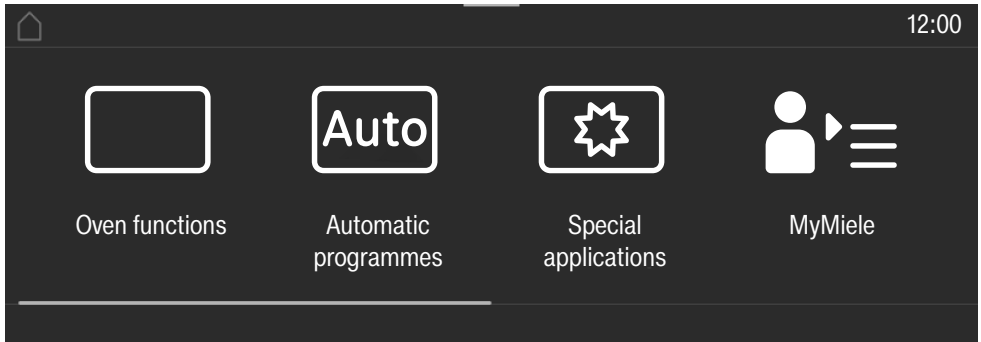 12:00
Auto
Oven functions
Automatic
programmes
Special
applications
MyMiele